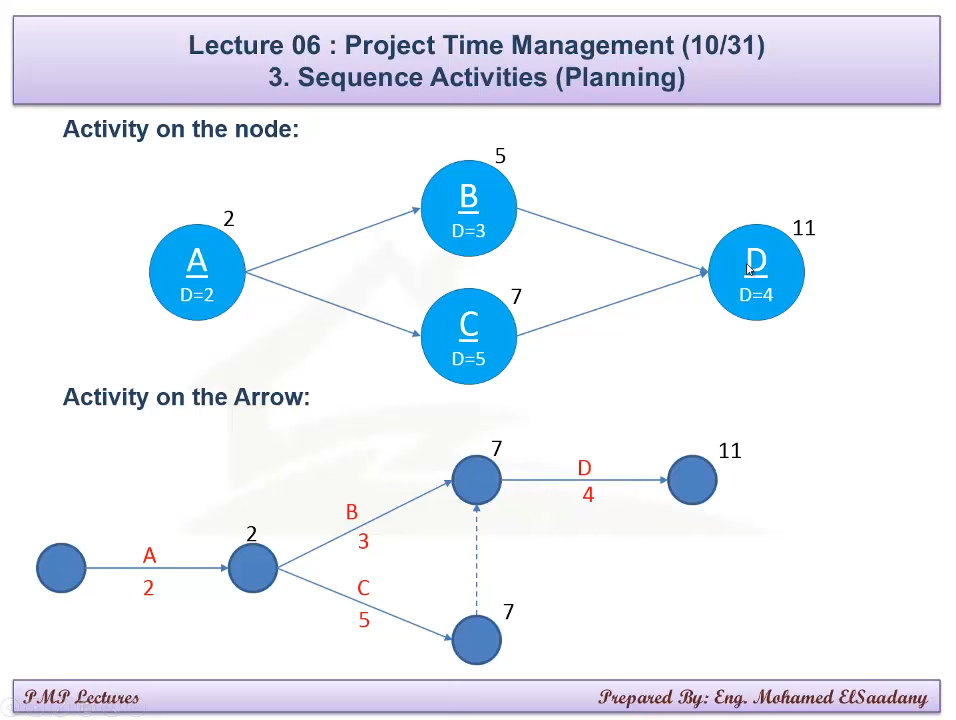 Lecture 06 : Project Time Management (10/31)
3. Sequence Activities (Planning)
Activity on the node:
5
B
D=3
2
A
D=2
11
D
D=4
7
C
D=5
Activity on the Arrow:
7
11
D
4
B
3
2
A
2
C
5
7
PMP Lectures
Prepared By: Eng. Mohamed ElSaadany